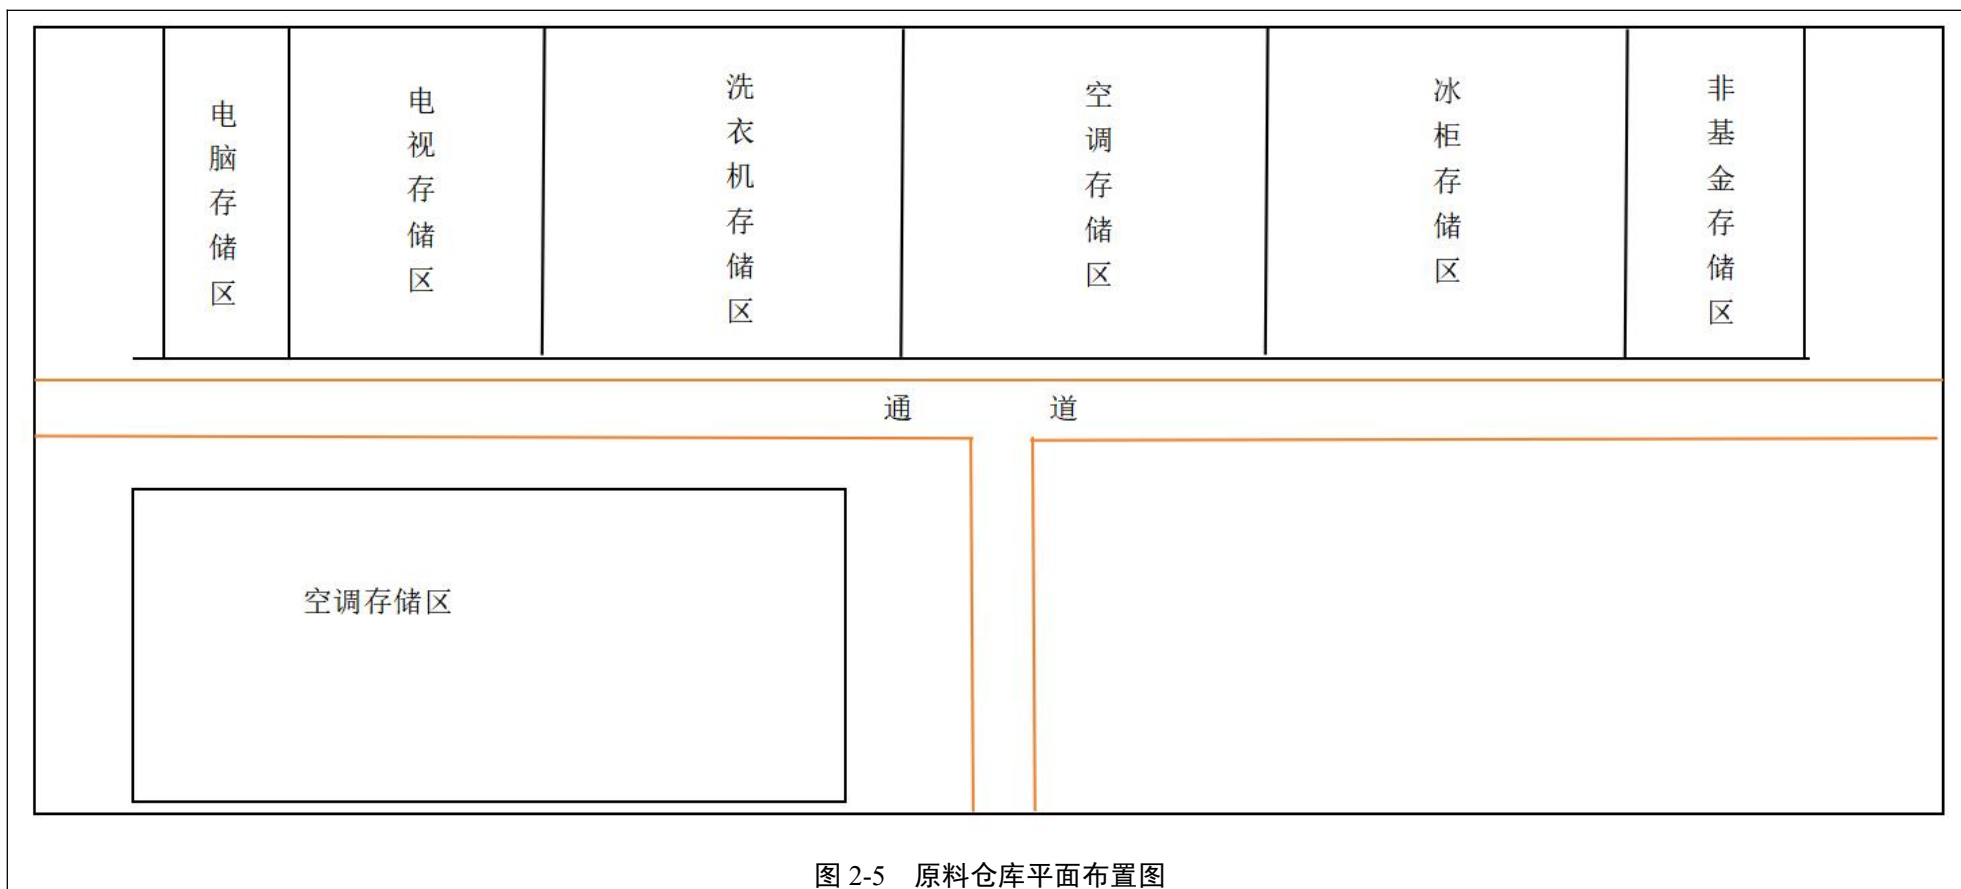 电脑存储区
电视存储区
洗衣机存储区
空调存储区
冰柜存储区
非基金存储区
通 道
空调存储区
图 2-5 原料仓库平面布置图